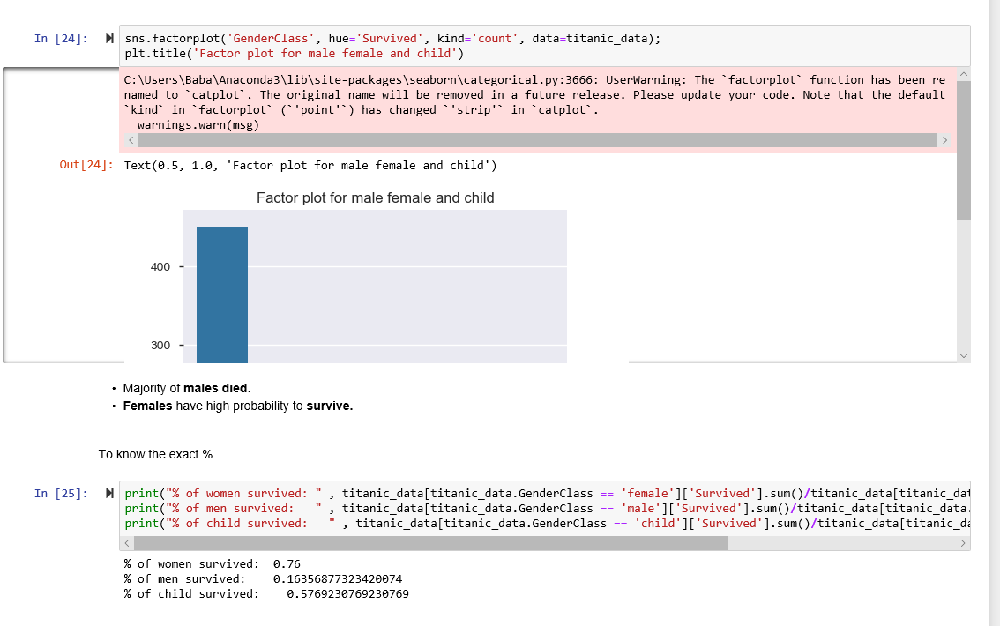 In [24]: sns.factorplot('GenderClass', hue='Survived', kind='count', data=titanic_data);
plt.title('Factor plot for male female and child')
C:\Users\Baba\Anaconda3\lib\site-packages\seaborn\categorical.py:3666: UserWarning: The `factorplot` function has been re
named to `catplot`. The original name will be removed in a future release. Please update your code. Note that the default
`kind` in `factorplot` (`'point'`) has changed `'strip'` in `catplot`.
warnings.warn(msg)
Out[24]: Text(0.5, 1.0, 'Factor plot for male female and child')
Factor plot for male female and child
400
300
• Majority of males died.
• Females have high probability to survive.
To know the exact %
In [25]: print("% of women survived: " , titanic_data[titanic_data.GenderClass == 'female']['Survived'].sum()/titanic_data[titanic_dat
print("% of men survived:   " , titanic_data[titanic_data.GenderClass == 'male']['Survived'].sum()/titanic_data[titanic_data.
print("% of child survived:   " , titanic_data[titanic_data.GenderClass == 'child']['Survived'].sum()/titanic_data[titanic_da
% of women survived:  0.76
% of men survived:    0.16356877323420074
% of child survived:    0.5769230769230769